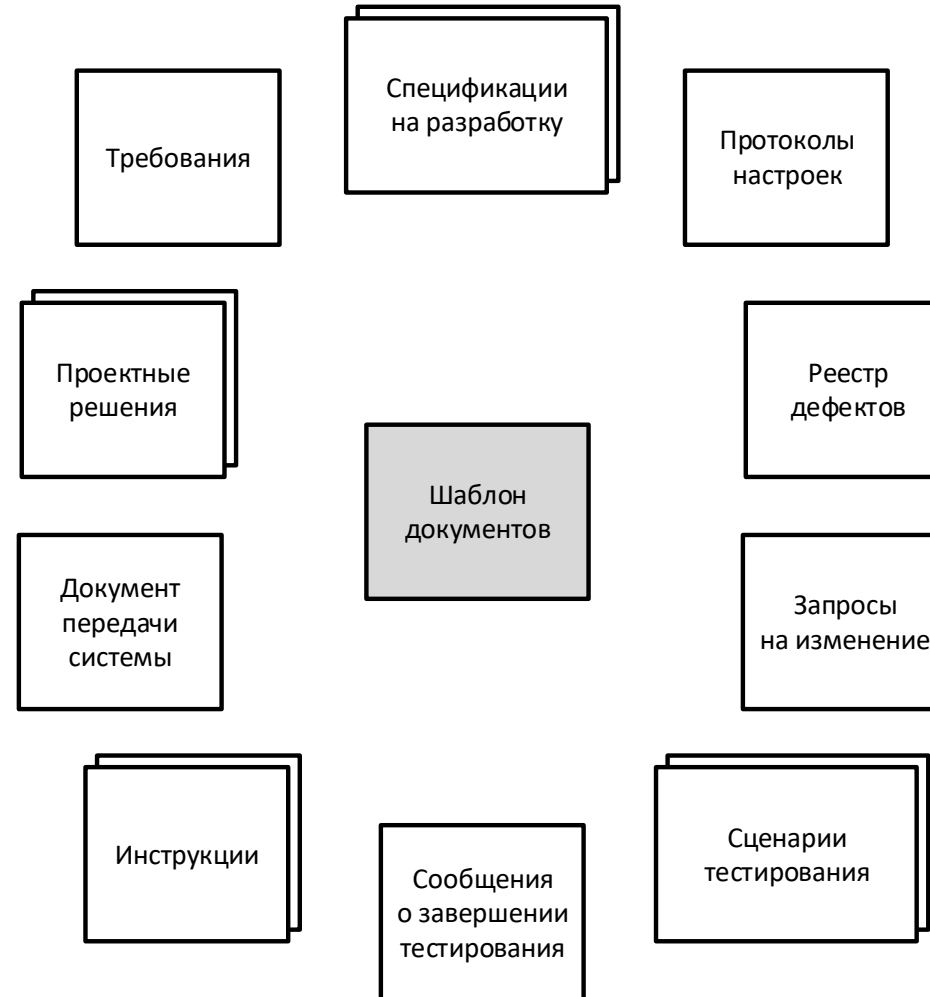 Спецификации
на разработку
Требования
Протоколы
настроек
Проектные
решения
Реестр
дефектов
Шаблон
документов
Документ
передачи
системы
Запросы
на изменение
Инструкции
Сценарии
тестирования
Сообщения
о завершении
тестирования